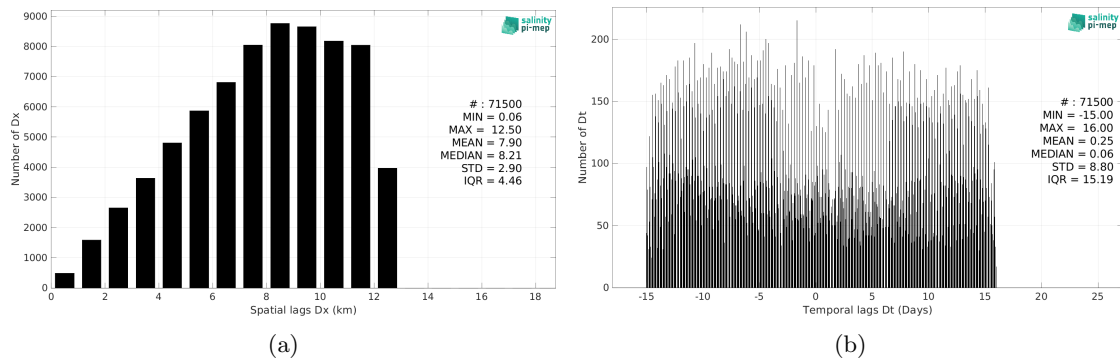 9000
8000
7000
6000
5000
4000
3000
2000
1000
0
Number of Dx
0 2 4 6 8 10 12 14 16 18
Spatial lags Dx (km)
salinity
pi-mep
# : 71500
MIN = 0.06
MAX = 12.50
MEAN = 7.90
MEDIAN = 8.21
STD = 2.90
IQR = 4.46
(a)
200
150
100
50
0
Number of Dt
-15 -10 -5 0 5 10 15 20 25
Temporal lags Dt (Days)
salinity
pi-mep
# : 71500
MIN = -15.00
MAX = 16.00
MEAN = 0.25
MEDIAN = 0.06
STD = 8.80
IQR = 15.19
(b)